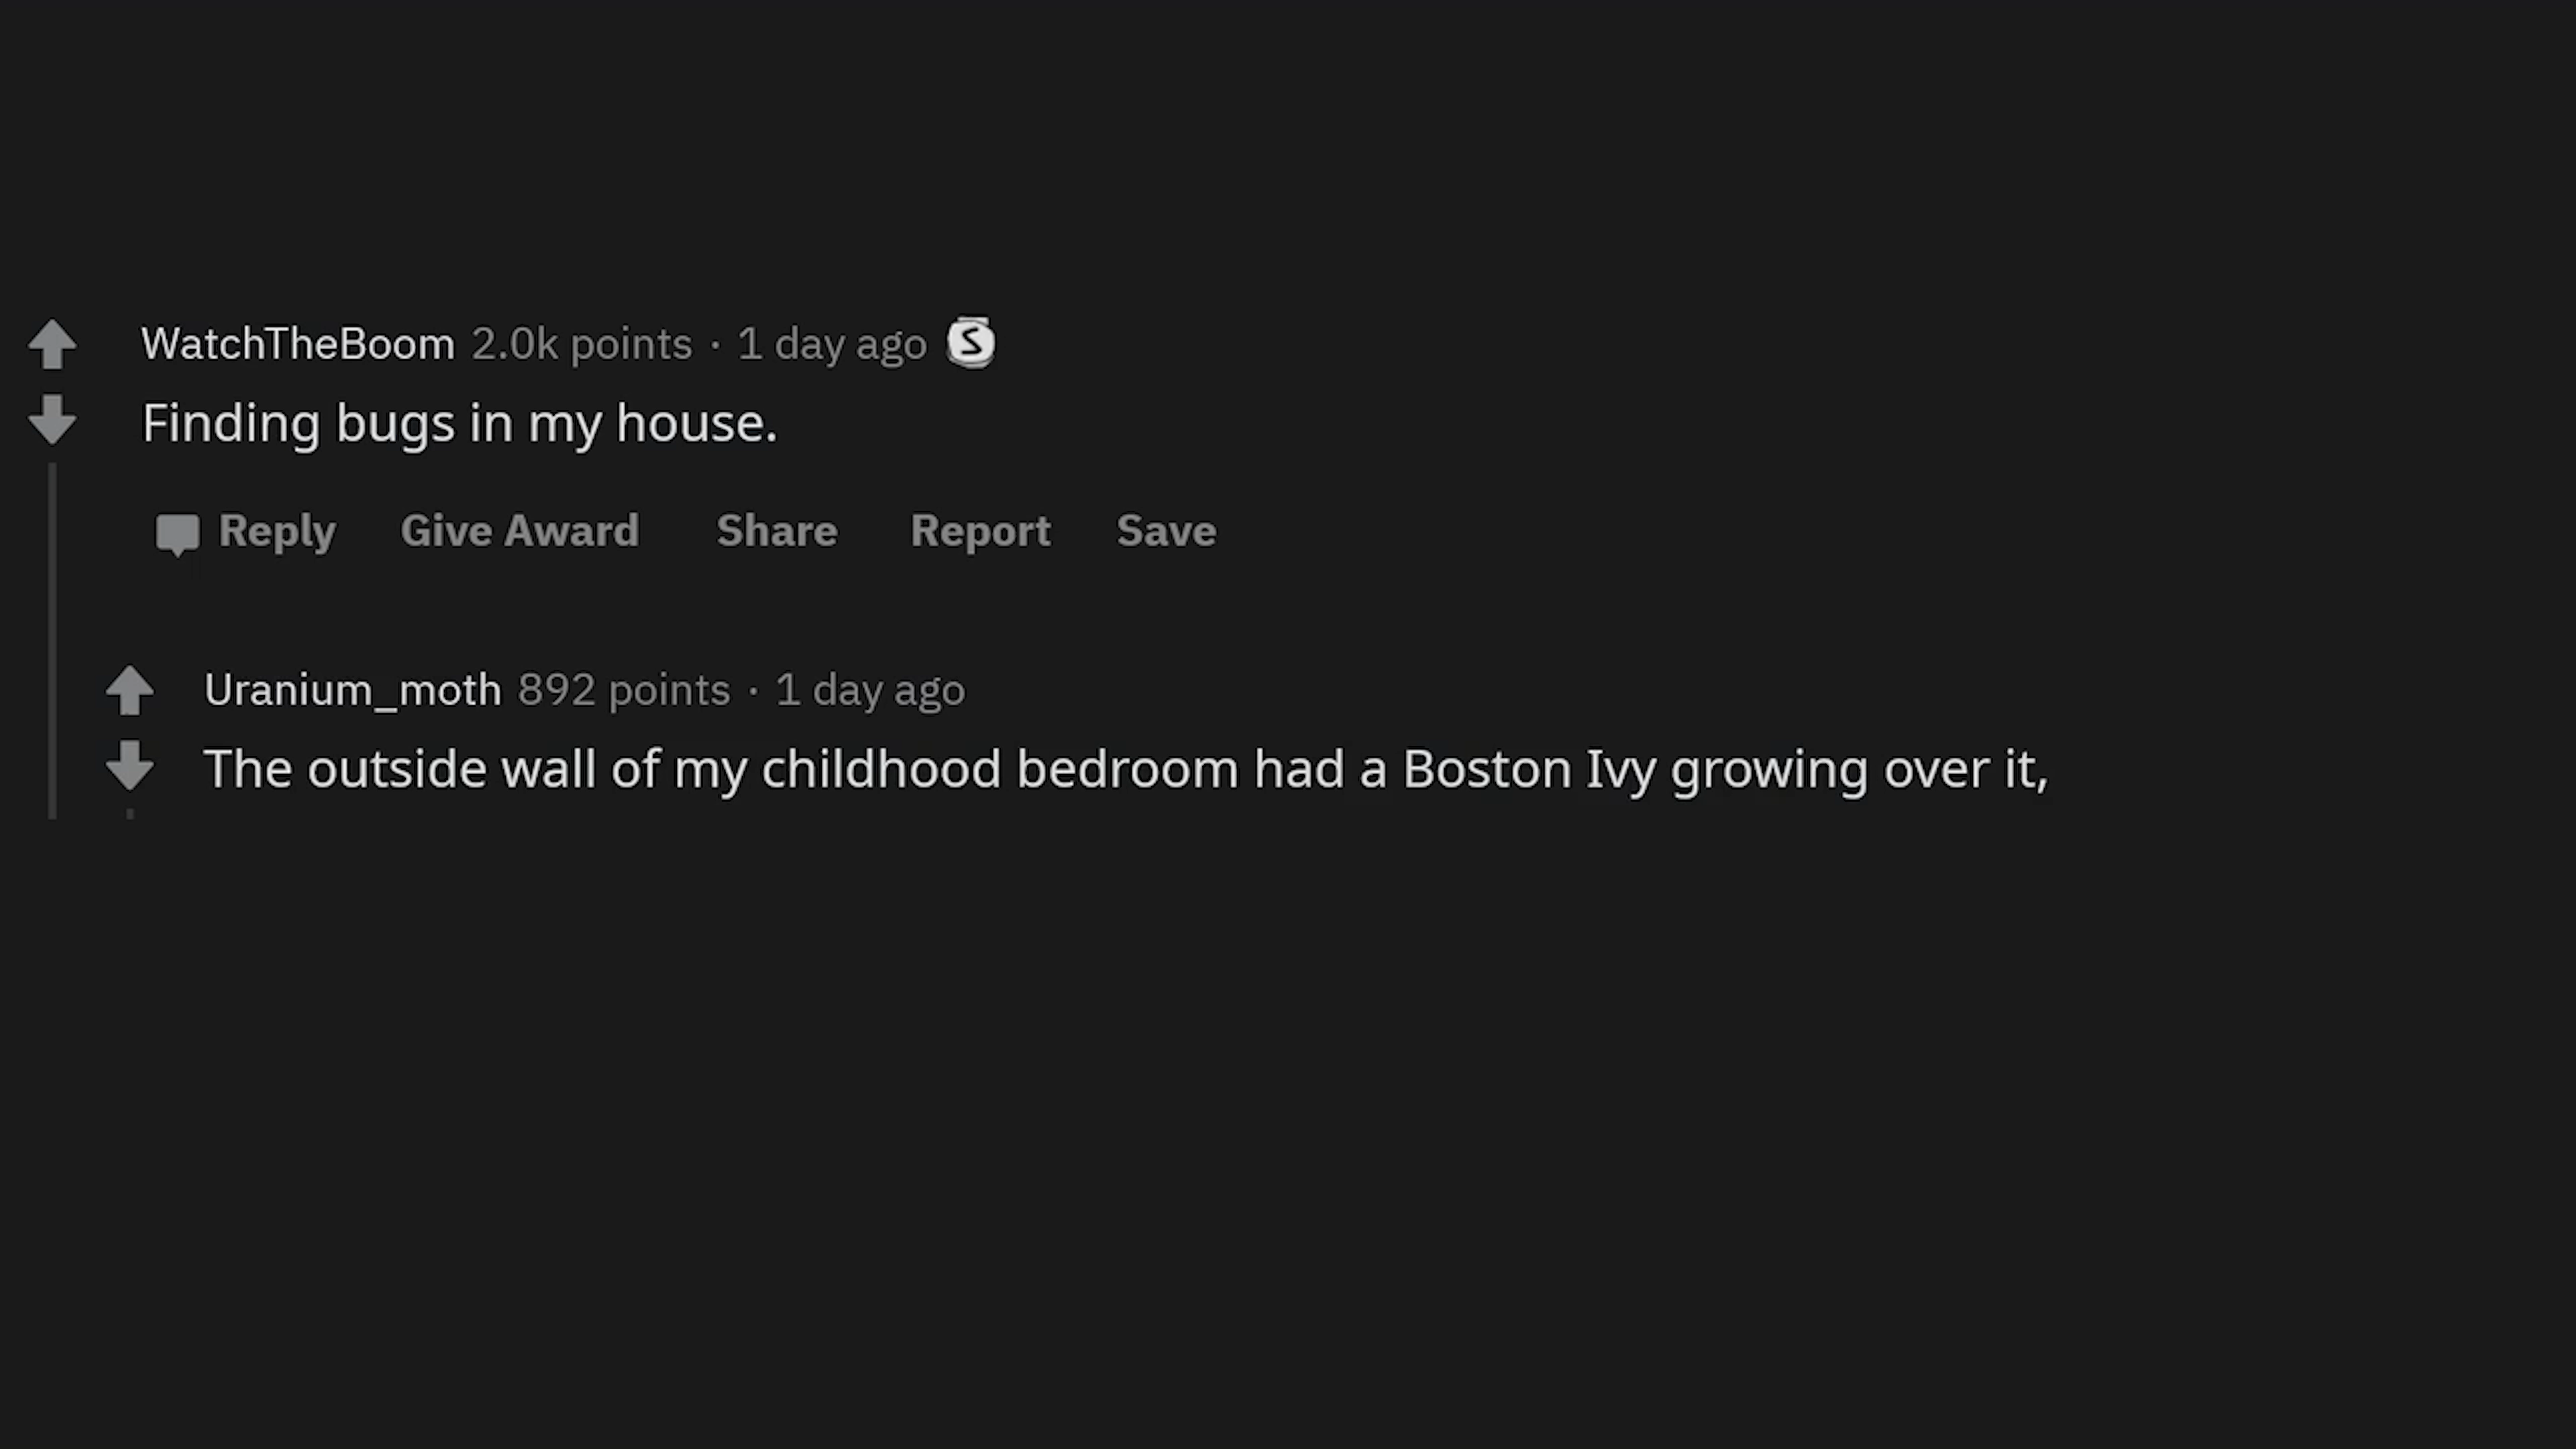 WatchTheBoom 2.0k points · 1 day ago S
Finding bugs in my house.
Reply Give Award Share Report Save
Uranium_moth 892 points · 1 day ago
The outside wall of my childhood bedroom had a Boston Ivy growing over it,